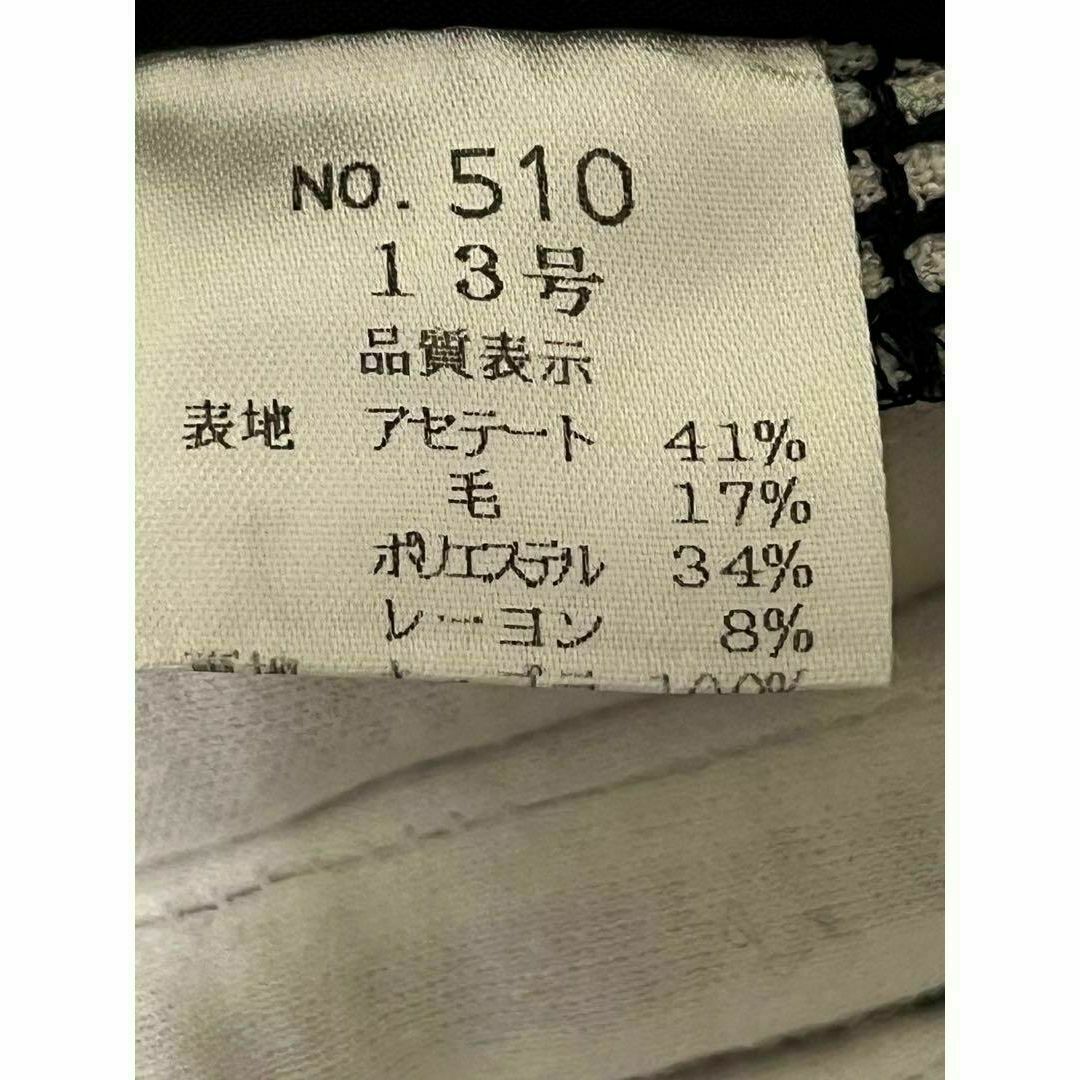 NO. 510
13号
品質表示
表地 アセテート 41%
毛 17%
ポリエステル 34%
レーヨン 8%
100%